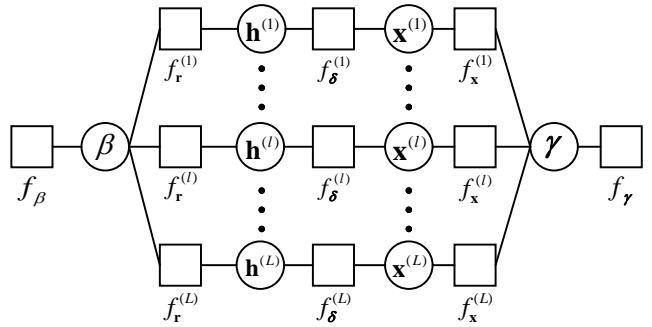 h^(1) x^(1)
f_r^(1) f_δ^(1) f_x^(1)
β h^(l) x^(l) γ
f_β f_r^(l) f_δ^(l) f_x^(l) f_γ
h^(L) x^(L)
f_r^(L) f_δ^(L) f_x^(L)